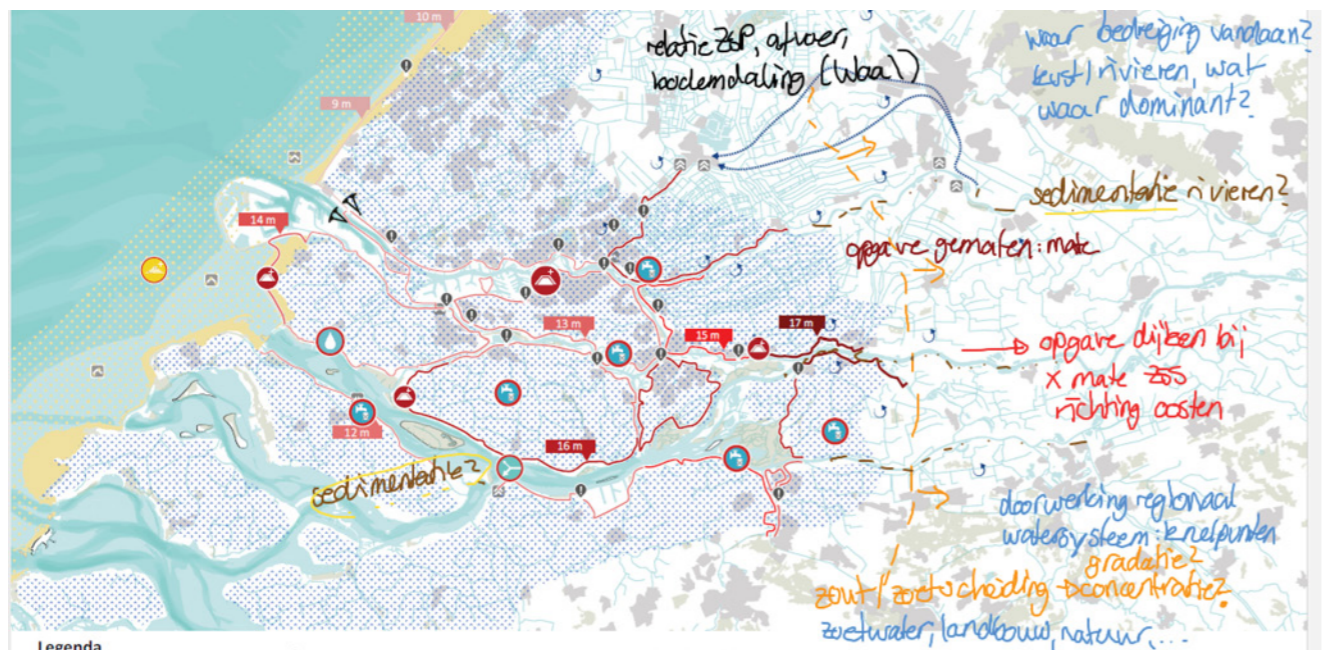 10 m
relatie ZSP, afvoer,
bodemdaling (Waal)
waar bedreiging vandaan?
kust/rivieren, wat
waar dominant?
9 m
sedimentatie rivieren?
14 m
opgave gemalen: mate
13 m
15 m
17 m
opgave dijken bij
x mate ZSS
richting oosten
12 m
16 m
sedimentatie?
doorwerking regionaal
watersysteem: knelpunten
gradatie?
zout/zoetscheiding → concentratie?
zoetwater, landbouw, natuur, ...
Legenda